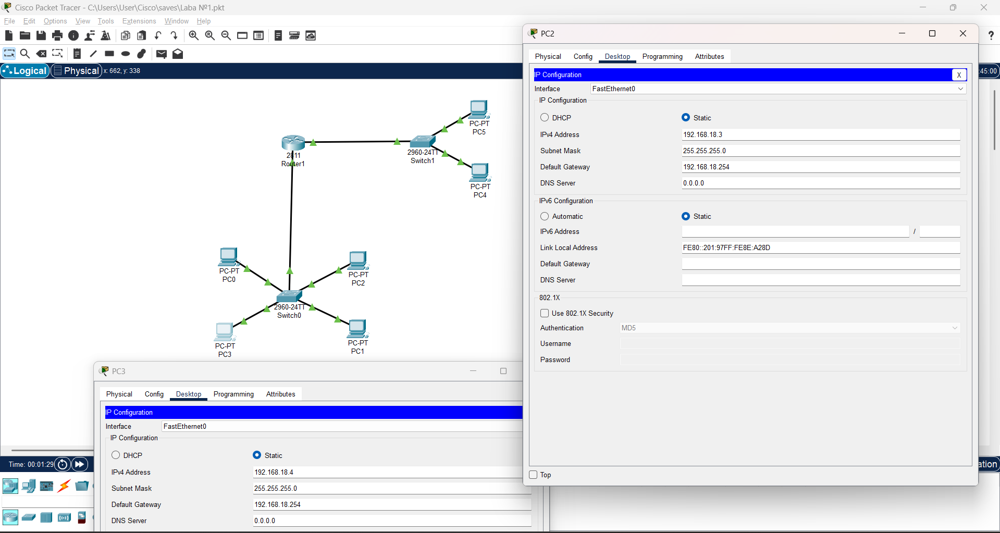 Cisco Packet Tracer - C:\Users\User\Cisco\saves\Laba №1.pkt
File Edit Options View Tools Extensions Window Help
Logical Physical x: 662, y: 338
45:00
PC-PT
PC5
2811
Router1
2960-24TT
Switch1
PC-PT
PC4
PC-PT
PC0
PC-PT
PC2
2960-24TT
Switch0
PC-PT
PC3
PC-PT
PC1
PC2
Physical Config Desktop Programming Attributes
IP Configuration X
Interface FastEthernet0
IP Configuration
DHCP Static
IPv4 Address 192.168.18.3
Subnet Mask 255.255.255.0
Default Gateway 192.168.18.254
DNS Server 0.0.0.0
IPv6 Configuration
Automatic Static
IPv6 Address /
Link Local Address FE80::201:97FF:FE8E:A28D
Default Gateway
DNS Server
802.1X
Use 802.1X Security
Authentication MD5
Username
Password
Top
PC3
Physical Config Desktop Programming Attributes
IP Configuration
Interface FastEthernet0
IP Configuration
DHCP Static
IPv4 Address 192.168.18.4
Subnet Mask 255.255.255.0
Default Gateway 192.168.18.254
DNS Server 0.0.0.0
Time: 00:01:29
ation